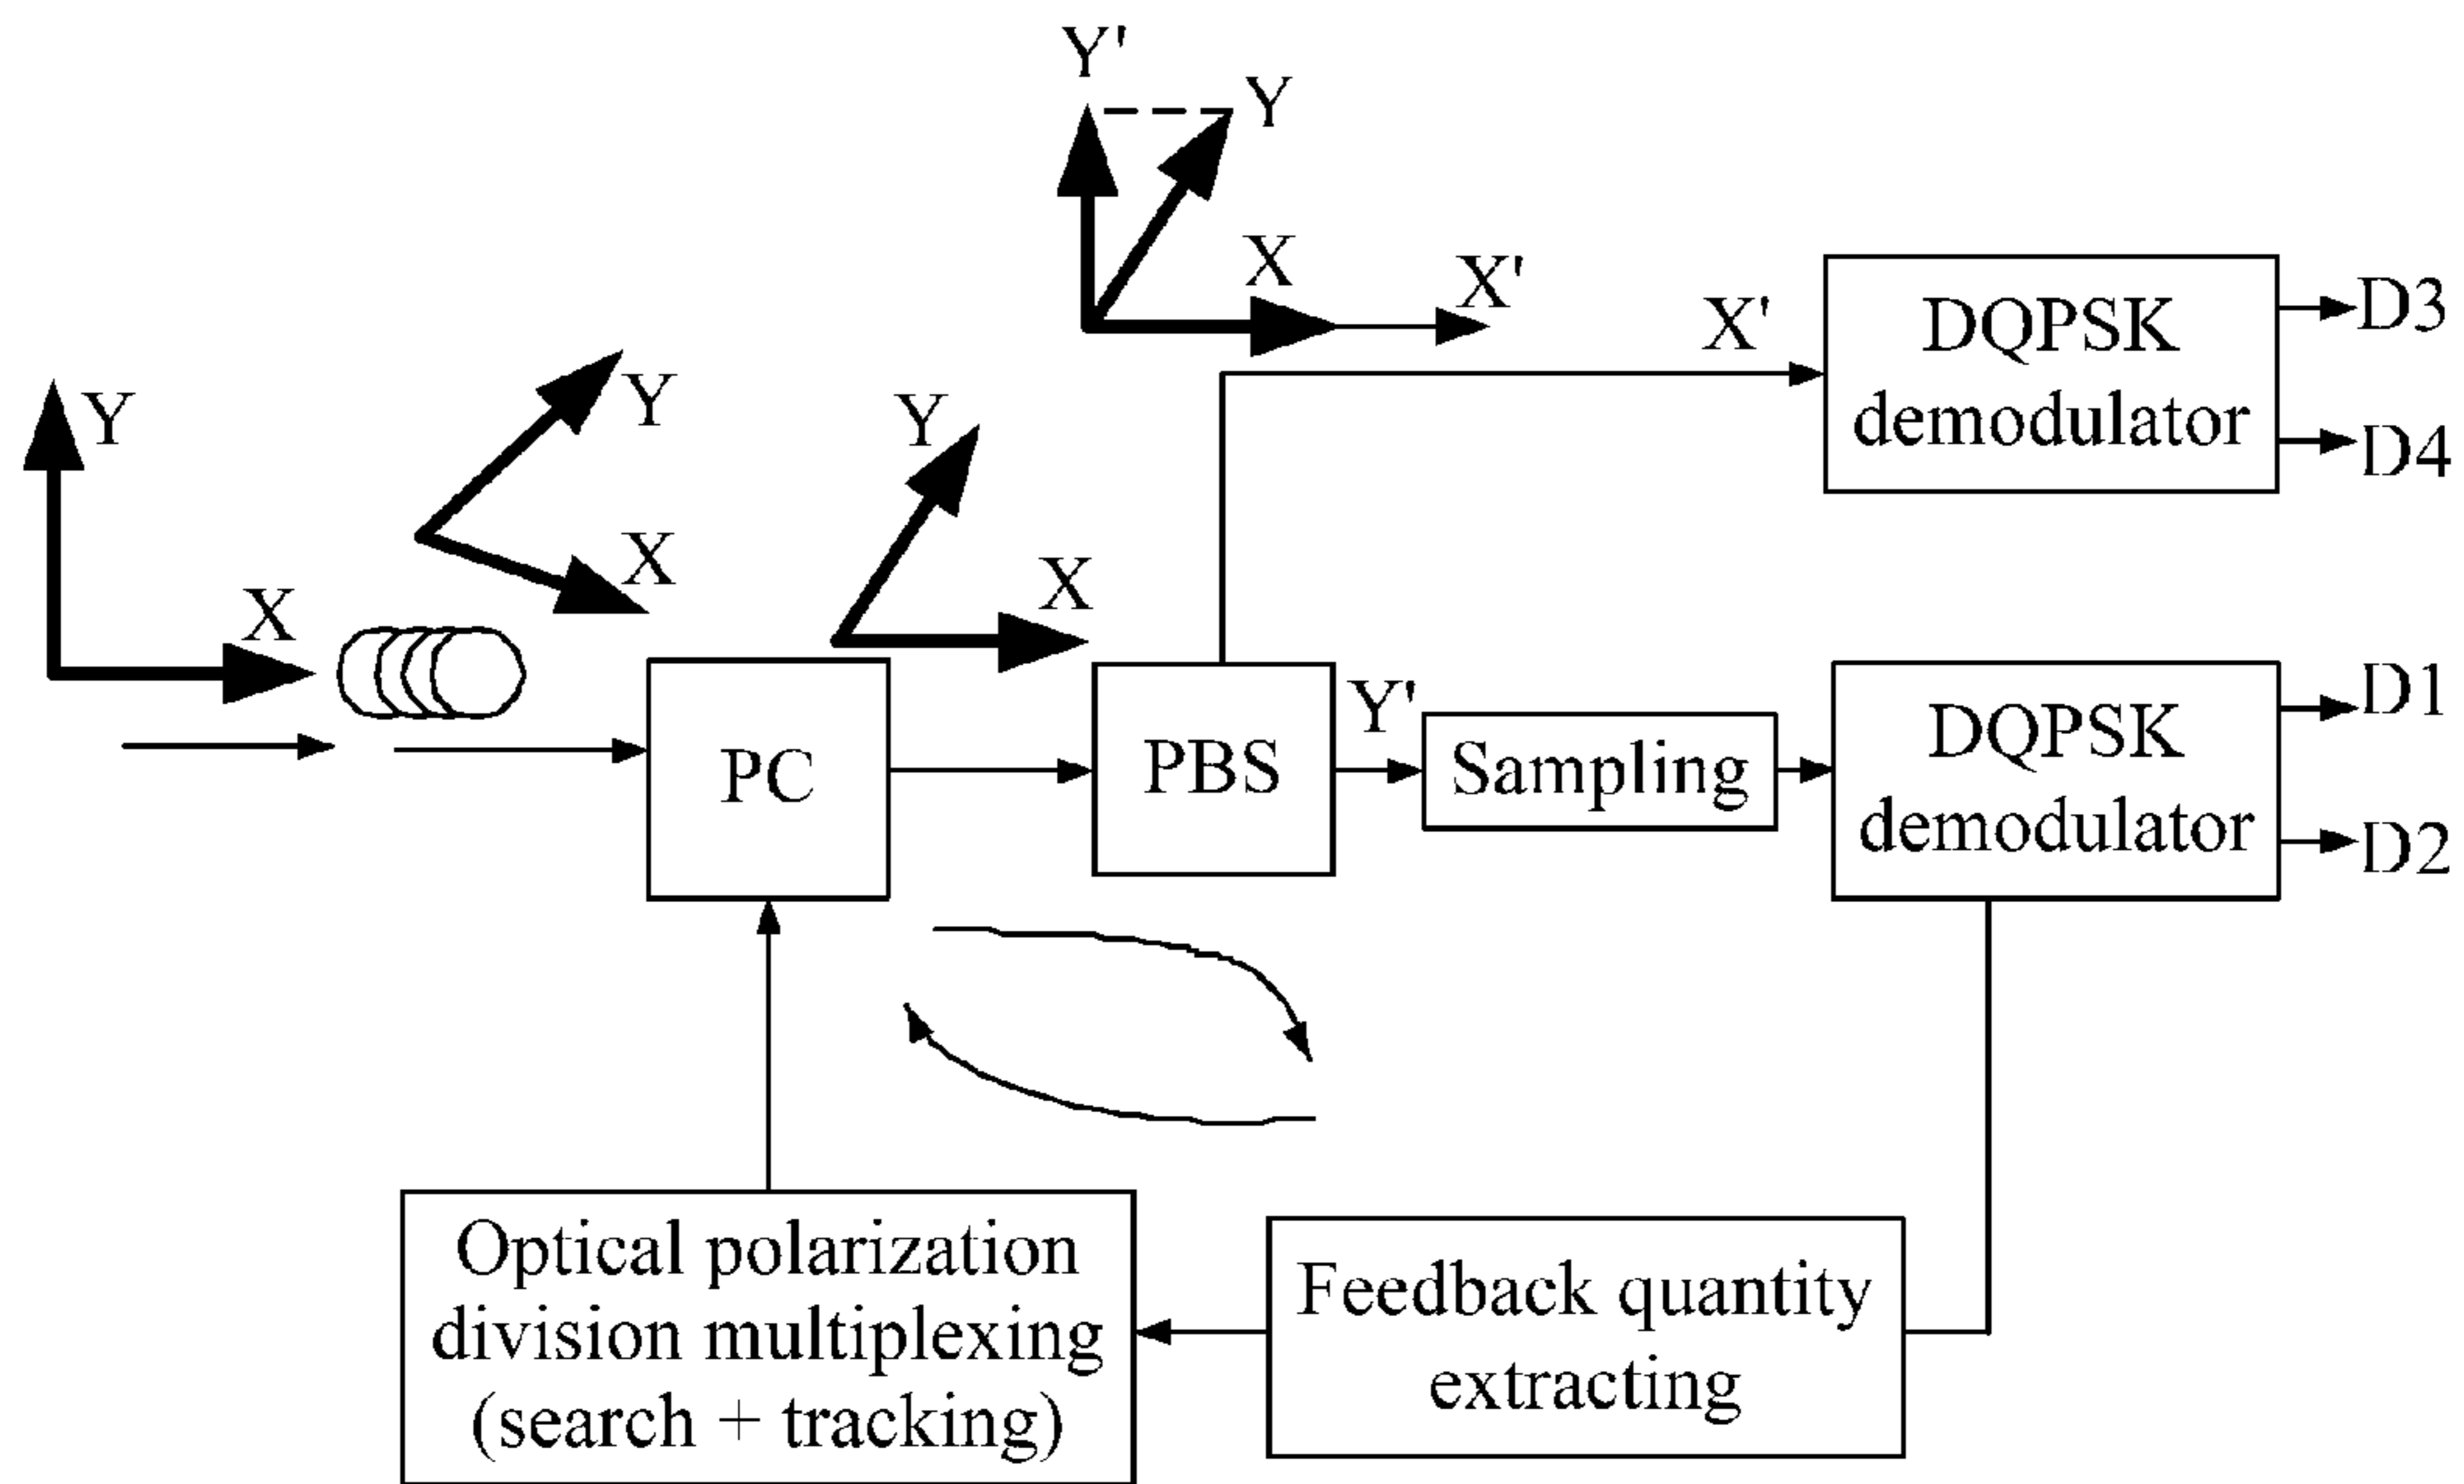 Y'
Y
X
X'
X'
DQPSK
demodulator
D3
D4
Y
X
Y
X
Y
X
PC
PBS
Y'
Sampling
DQPSK
demodulator
D1
D2
Optical polarization
division multiplexing
(search + tracking)
Feedback quantity
extracting